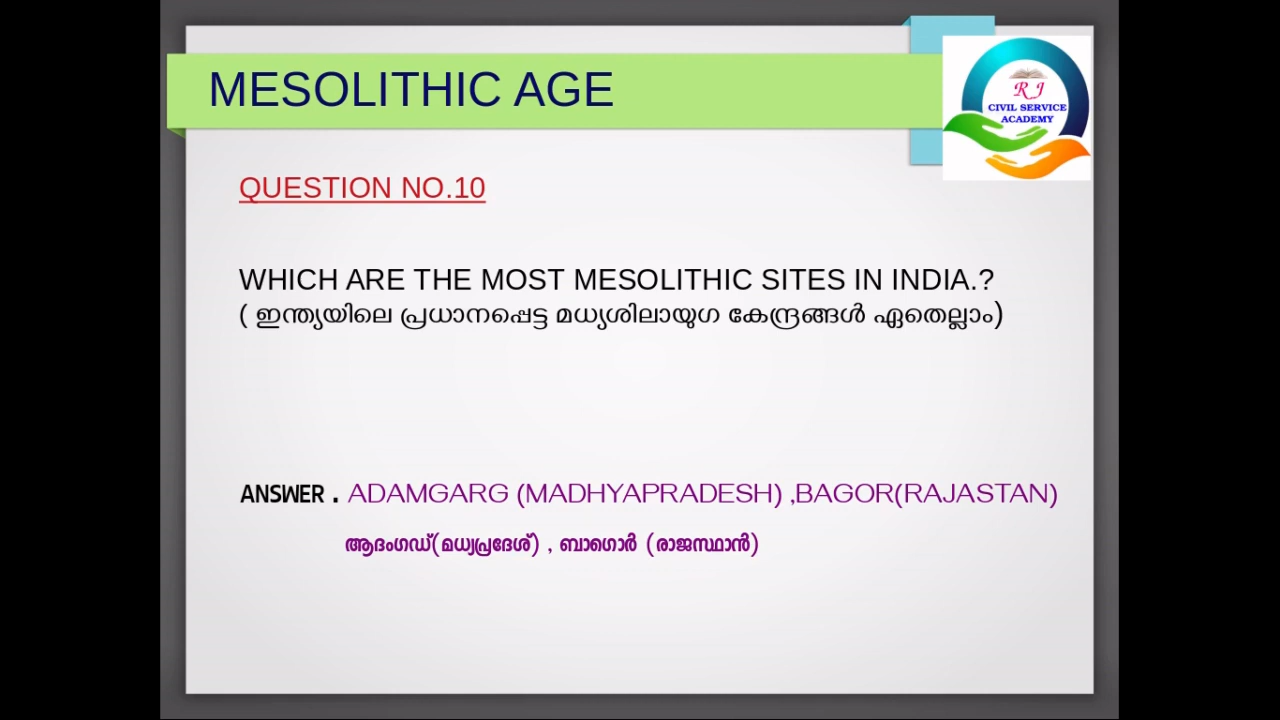 MESOLITHIC AGE
RJ
CIVIL SERVICE
ACADEMY
QUESTION NO.10
WHICH ARE THE MOST MESOLITHIC SITES IN INDIA.?
( ഇന്ത്യയിലെ പ്രധാനപ്പെട്ട മധ്യശിലായുഗ കേന്ദ്രങ്ങൾ ഏതെല്ലാം)
ANSWER . ADAMGARG (MADHYAPRADESH) ,BAGOR(RAJASTAN)
ആദംഗഡ്(മധ്യപ്രദേശ്) , ബാഗൊർ (രാജസ്ഥാൻ)